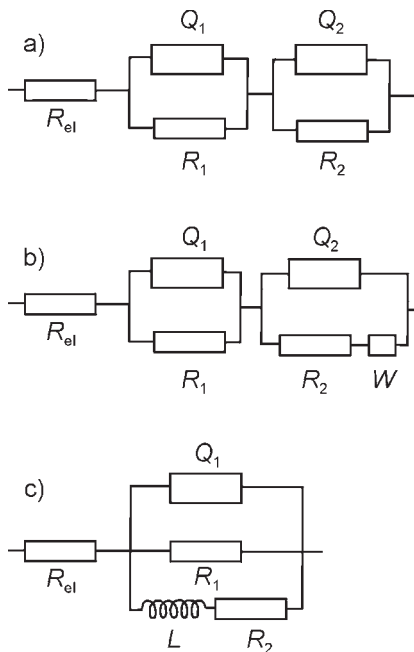 a)
Q1 Q2
Rel R1 R2
b)
Q1 Q2
Rel R1 R2 W
c)
Q1
Rel R1
L R2